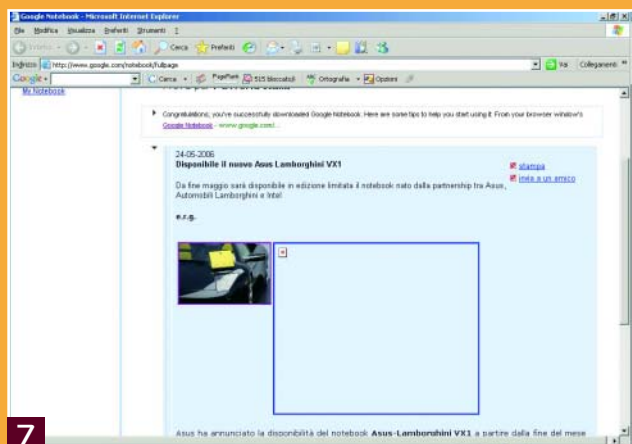 Google Notebook - Microsoft Internet Explorer
File Modifica Visualizza Preferiti Strumenti ?
Indietro Cerca Preferiti
Indirizzo http://www.google.com/notebook/fullpage Vai Collegamenti
Google Cerca PageRank 515 bloccato/i Ortografia Opzioni
My Notebook
Congratulations, you've successfully downloaded Google Notebook. Here are some tips to help you start using it. From your browser window's
Google Notebook - www.google.com/...
24-05-2006
Disponibile il nuovo Asus Lamborghini VX1
stampa
invia a un amico
Da fine maggio sarà disponibile in edizione limitata il notebook nato dalla partnership tra Asus,
Automobili Lamborghini e Intel
e.r.g.
Asus ha annunciato la disponibilità del notebook Asus-Lamborghini VX1 a partire dalla fine del mese
7